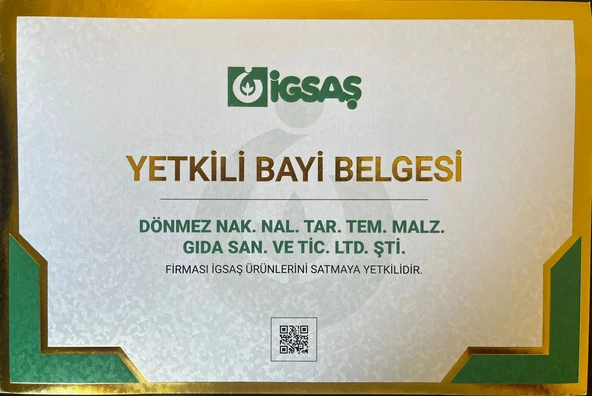 İGSAŞ
YETKİLİ BAYİ BELGESİ
DÖNMEZ NAK. NAL. TAR. TEM. MALZ.
GIDA SAN. VE TİC. LTD. ŞTİ.
FİRMASI İGSAŞ ÜRÜNLERİNİ SATMAYA YETKİLİDİR.